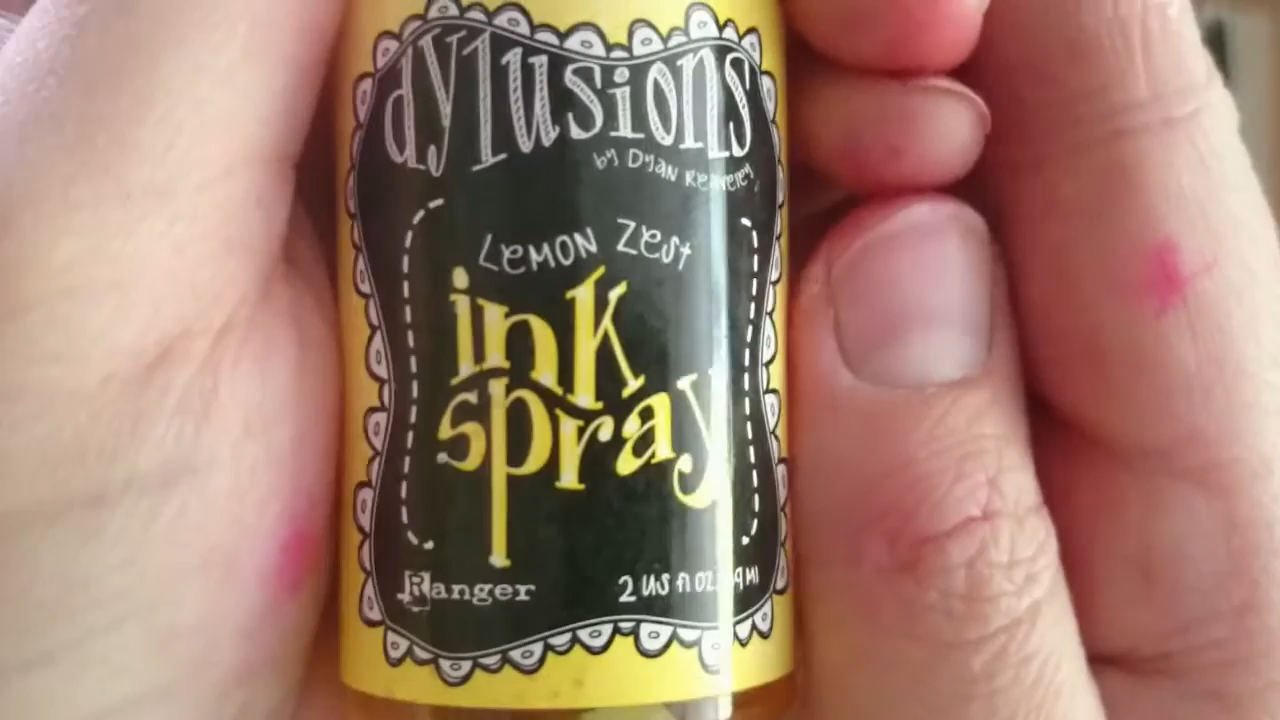 dylusions
by Dyan Reaveley
Lemon Zest
ink
spray
Ranger
2 US fl oz.